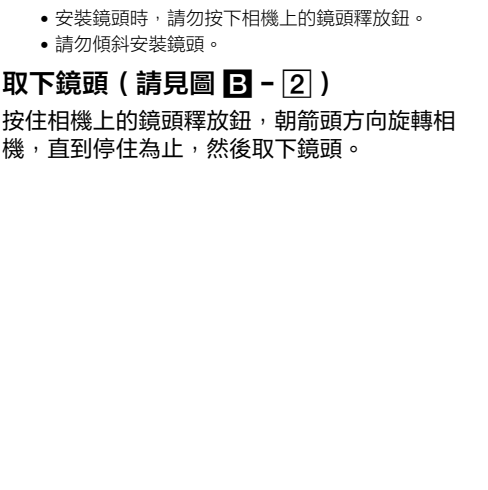 • 安裝鏡頭時，請勿按下相機上的鏡頭釋放鈕。
• 請勿傾斜安裝鏡頭。
取下鏡頭（請見圖 B – 2）
按住相機上的鏡頭釋放鈕，朝箭頭方向旋轉相
機，直到停住為止，然後取下鏡頭。